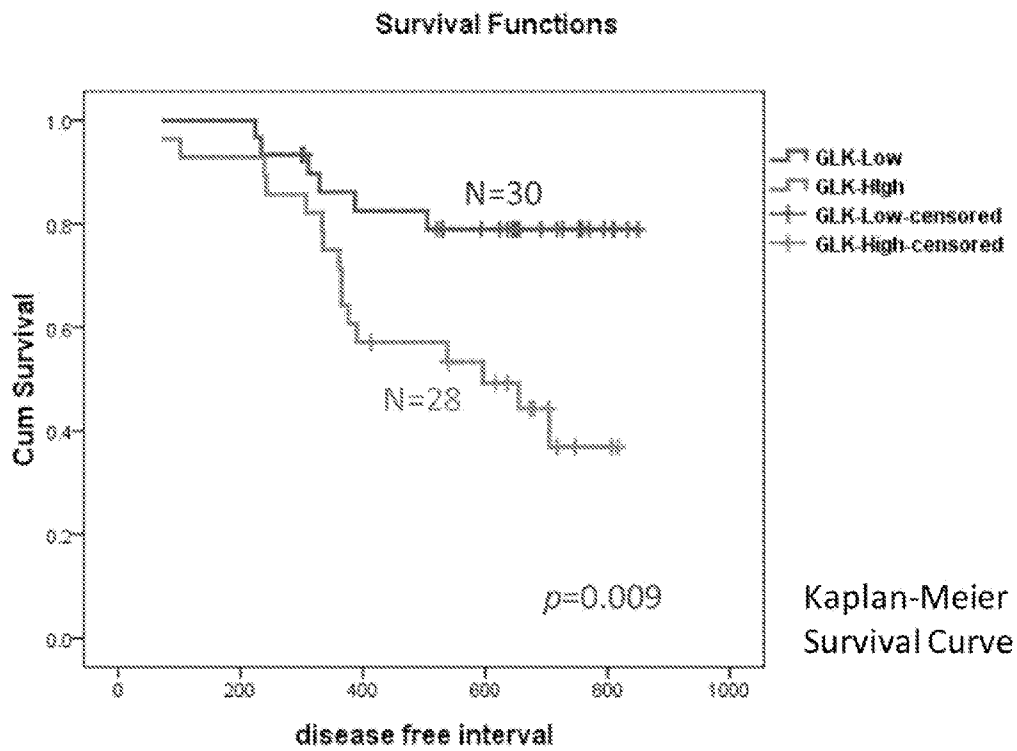 Survival Functions
1.0
0.8
0.6
0.4
0.2
0.0
Cum Survival
N=30
N=28
p=0.009
0 200 400 600 800 1000
disease free interval
GLK-Low
GLK-High
GLK-Low-censored
GLK-High-censored
Kaplan-Meier
Survival Curve